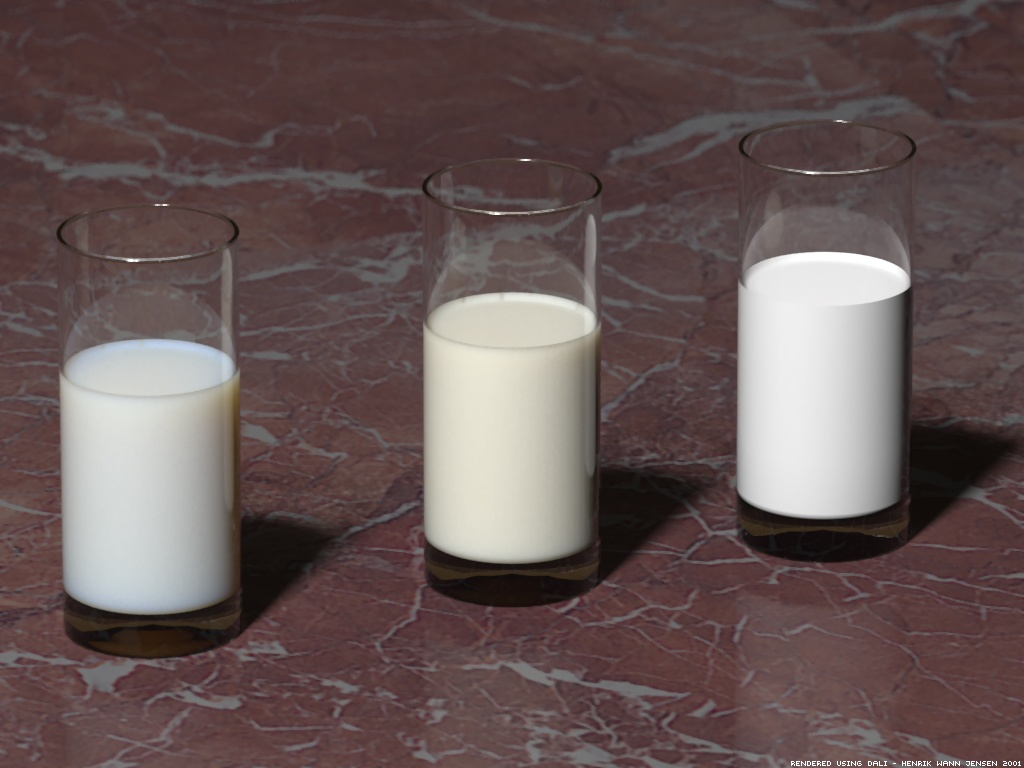 RENDERED USING DALI - HENRIK WANN JENSEN 2001